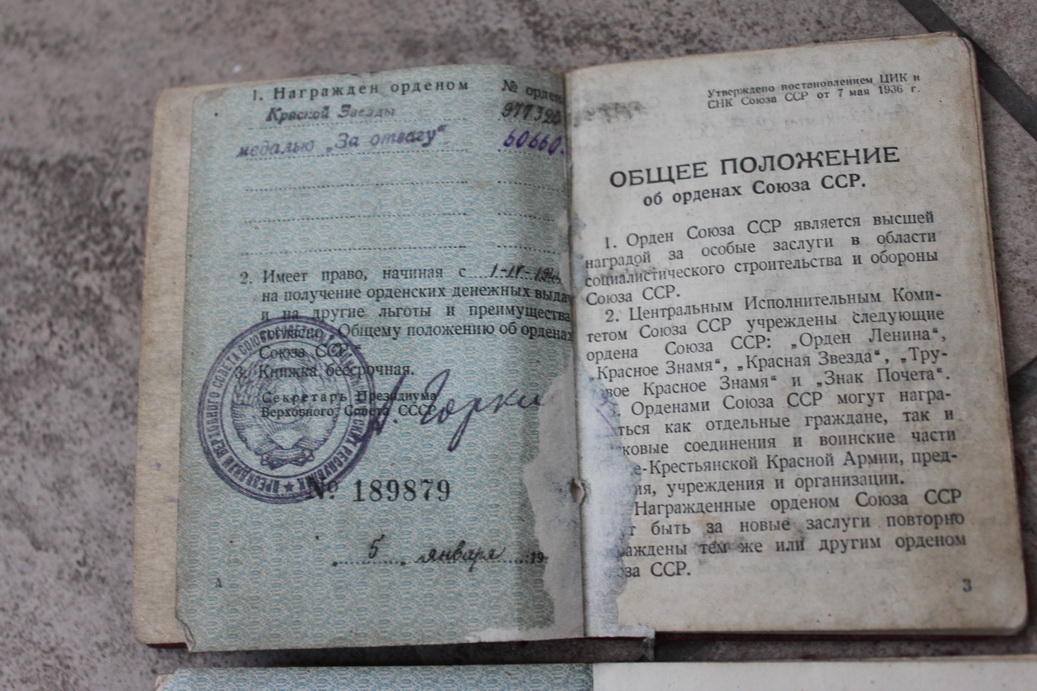 1. Награжден орденом № ордена
Красной Звезды
медалью „За отвагу“ 60660.
2. Имеет право, начиная с 1-IV-
на получение орденских денежных выдач
и на другие льготы и преимущества
Общему положению об орденах
Союза ССР.
3. Книжка бессрочная.
Секретарь Президиума
Верховного Совета СССР
А. Горкин
№ 189879
5 января 19
А
Утверждено постановлением ЦИК и
СНК Союза ССР от 7 мая 1936 г.
ОБЩЕЕ ПОЛОЖЕНИЕ
об орденах Союза ССР.
1. Орден Союза ССР является высшей
наградой за особые заслуги в области
социалистического строительства и обороны
Союза ССР.
2. Центральным Исполнительным Коми-
тетом Союза ССР учреждены следующие
ордена Союза ССР: „Орден Ленина“,
„Красное Знамя“, „Красная Звезда“, „Тру-
вое Красное Знамя“ и „Знак Почета“.
Орденами Союза ССР могут награ-
ться как отдельные граждане, так и
ковые соединения и воинские части
е-Крестьянской Красной Армии, пред-
ия, учреждения и организации.
Награжденные орденом Союза ССР
т быть за новые заслуги повторно
аждены тем же или другим орденом
за ССР.
3